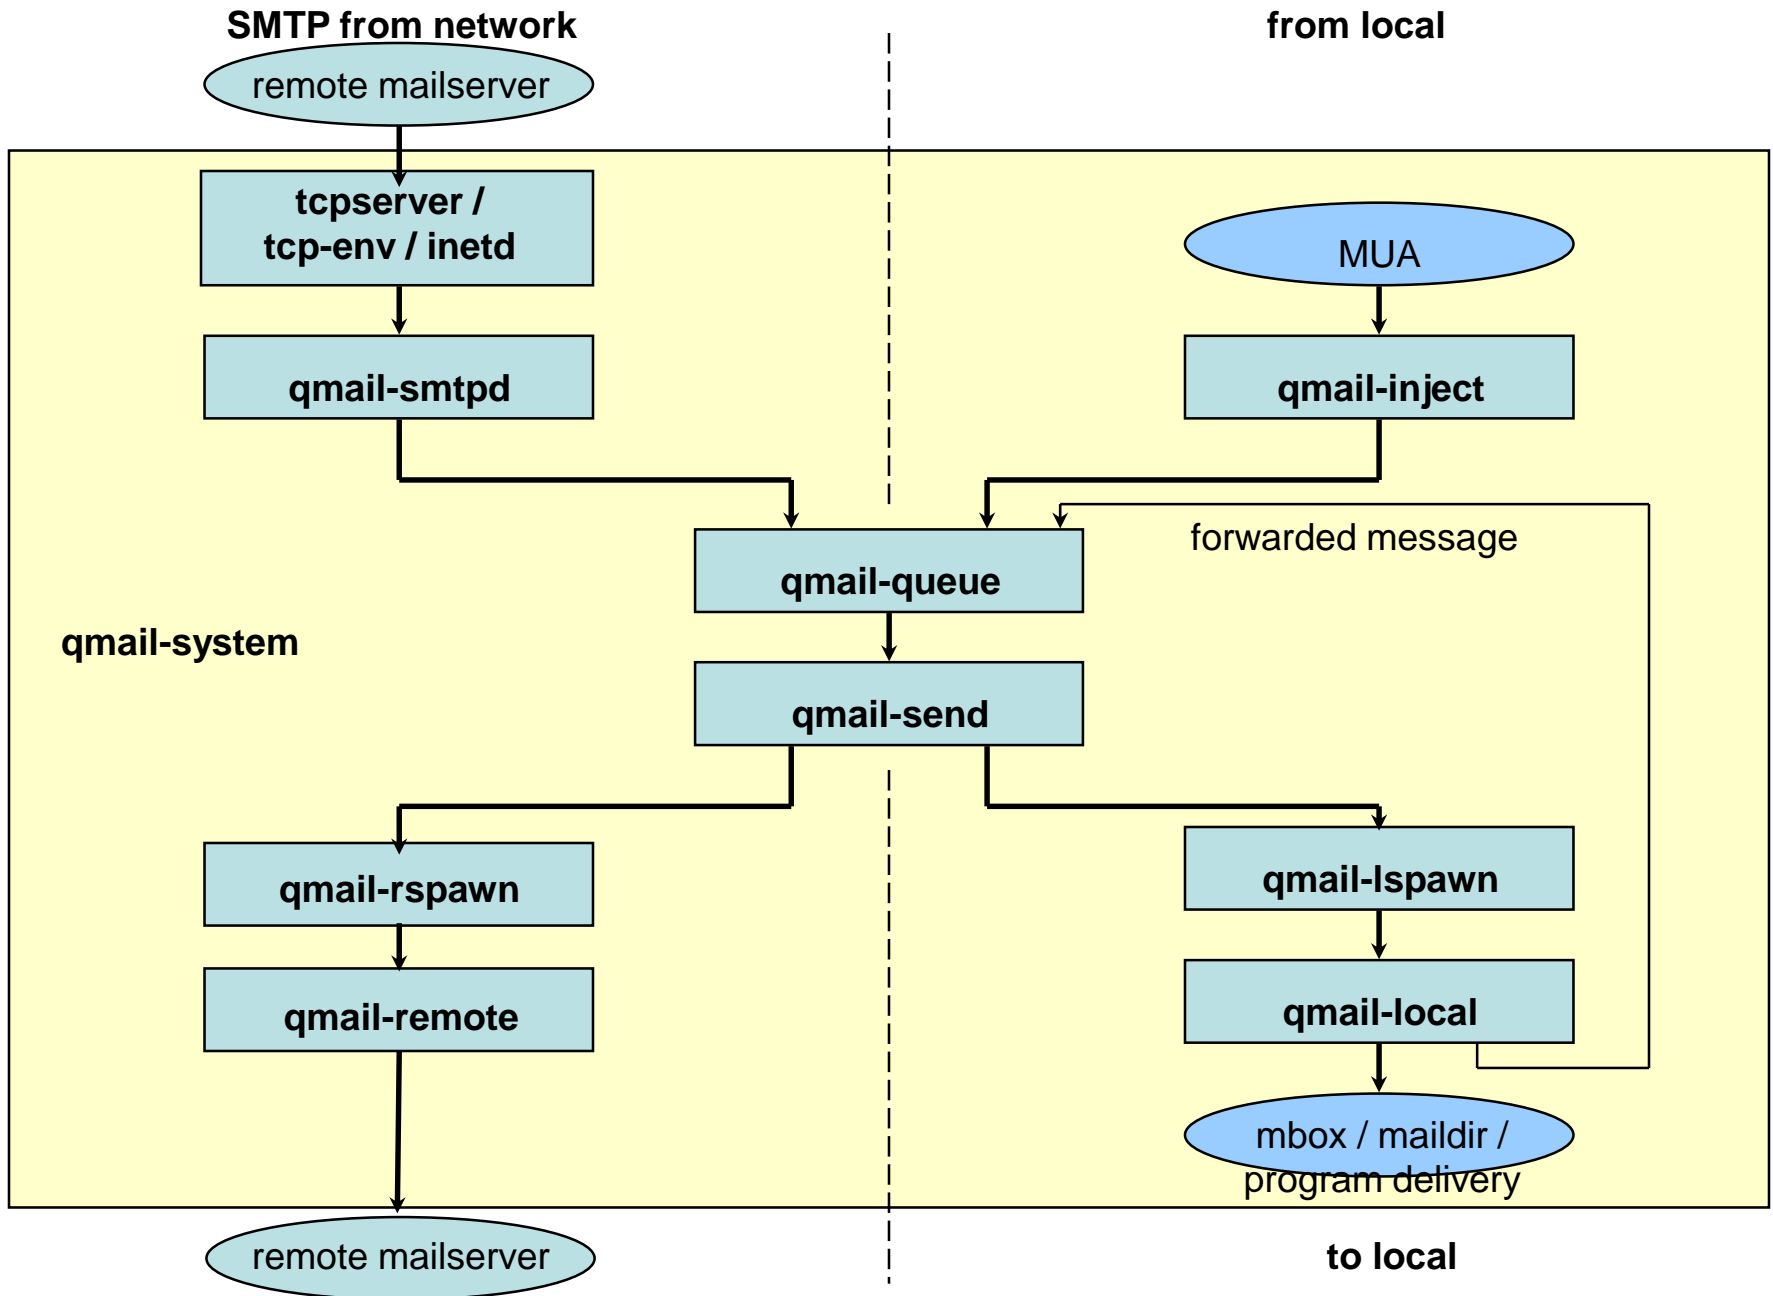 SMTP from network
from local
remote mailserver
tcpserver /
tcp-env / inetd
MUA
qmail-smtpd
qmail-inject
forwarded message
qmail-queue
qmail-system
qmail-send
qmail-rspawn
qmail-lspawn
qmail-remote
qmail-local
mbox / maildir /
program delivery
remote mailserver
to local